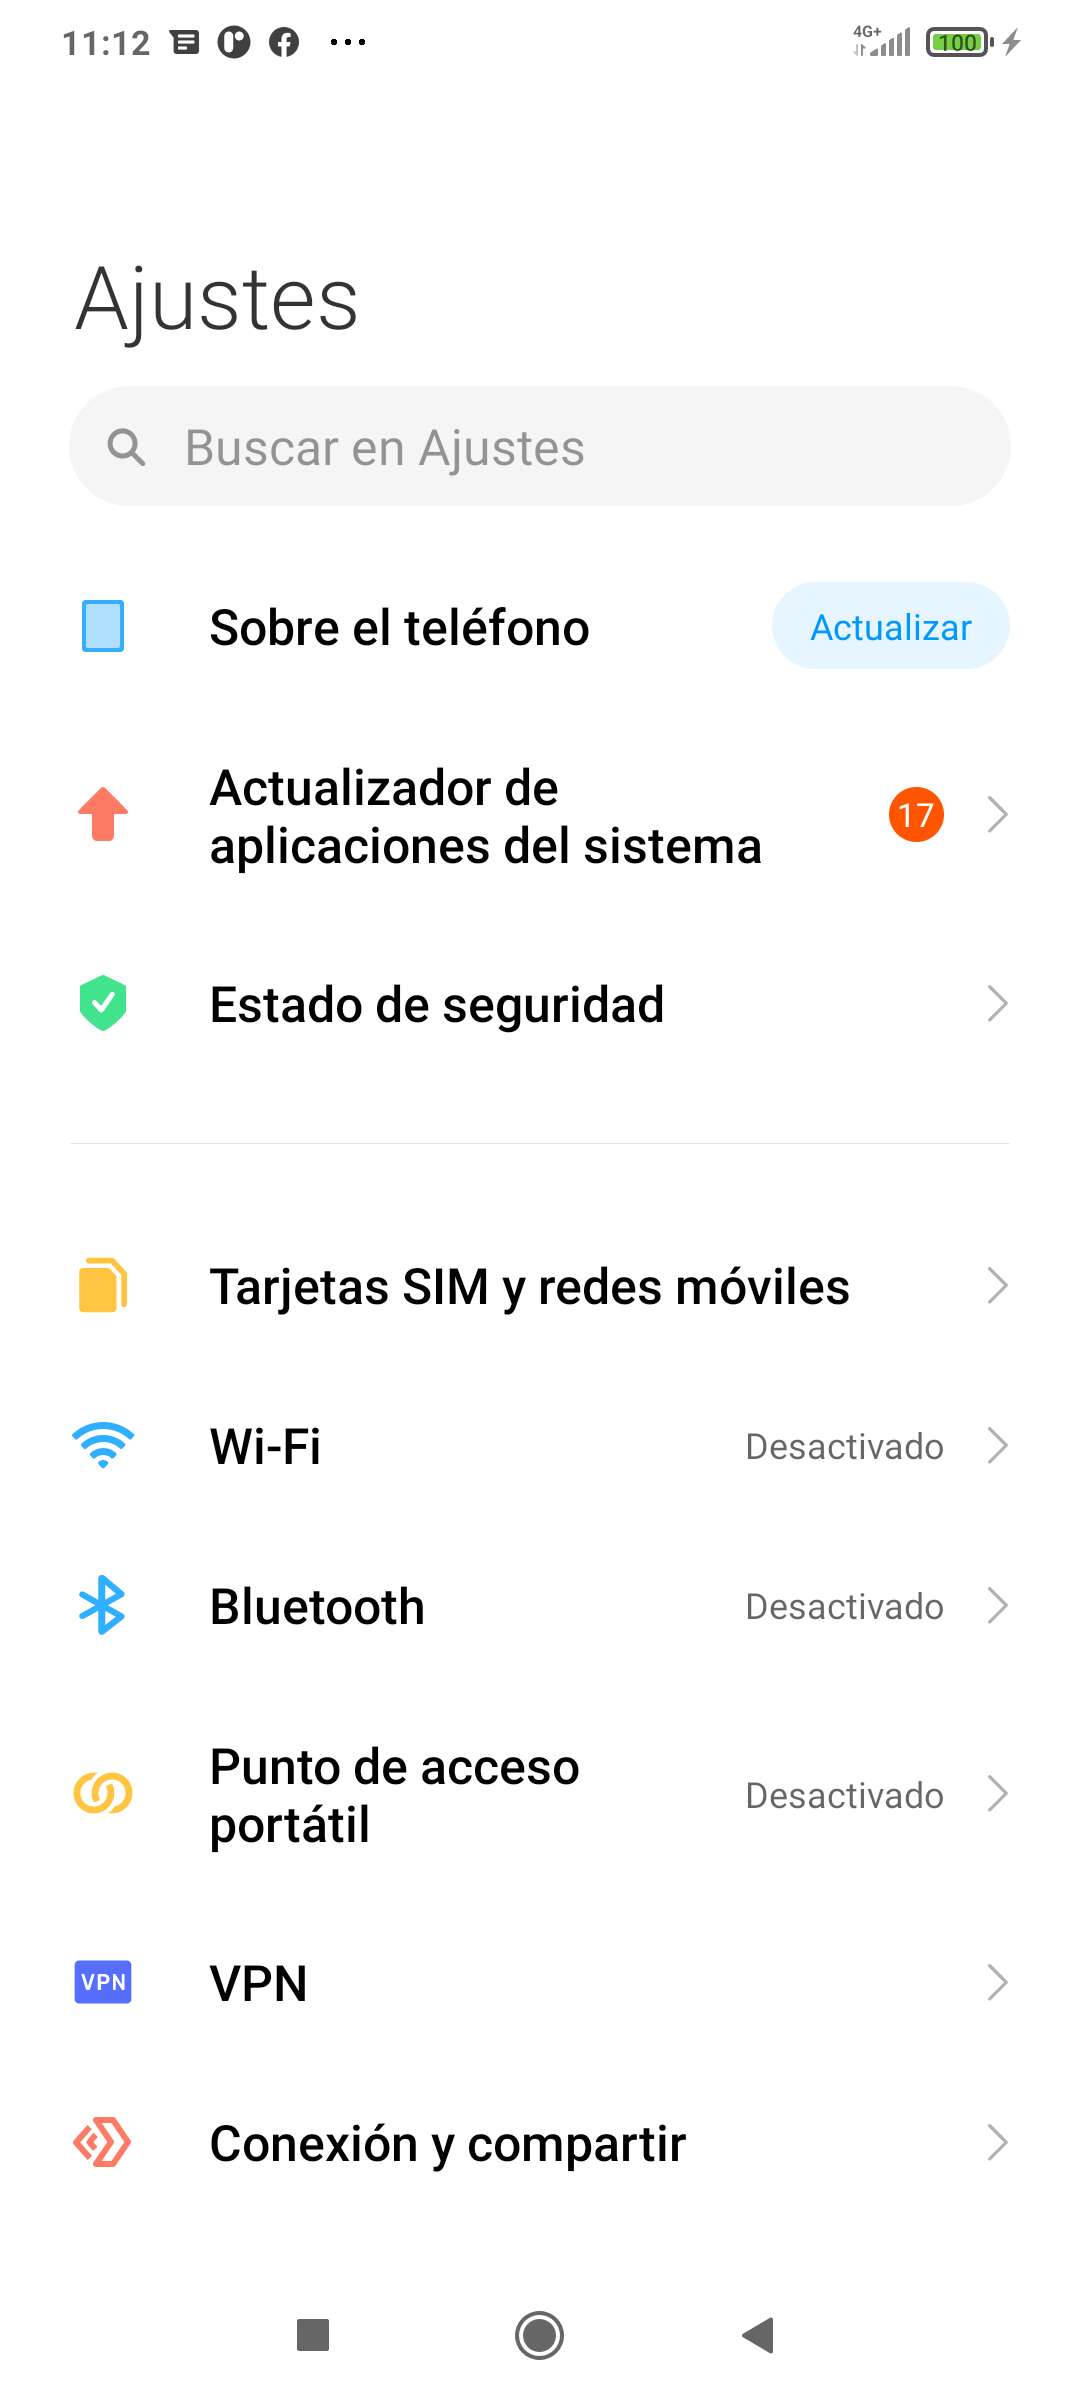 11:12
4G+
100
Ajustes
Buscar en Ajustes
Sobre el teléfono
Actualizar
Actualizador de
aplicaciones del sistema
17
Estado de seguridad
Tarjetas SIM y redes móviles
Wi-Fi
Desactivado
Bluetooth
Desactivado
Punto de acceso
portátil
Desactivado
VPN
VPN
Conexión y compartir